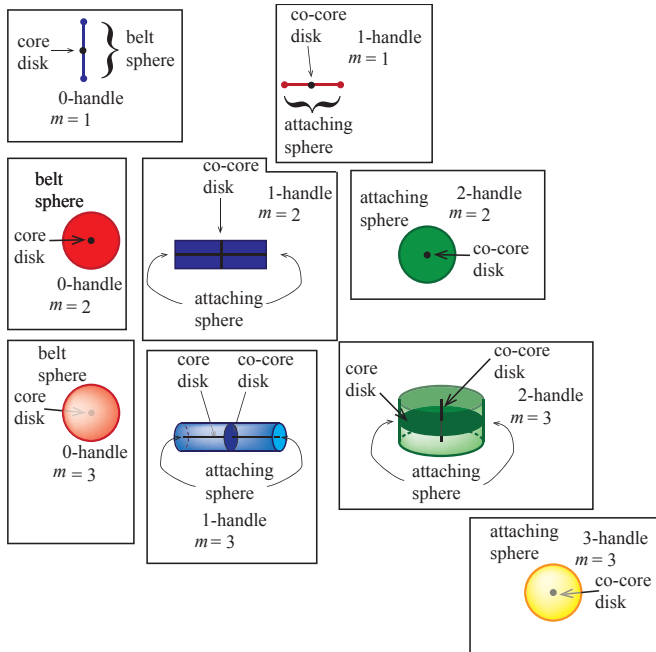 core
disk
belt
sphere
0-handle
m = 1
co-core
disk
1-handle
m = 1
attaching
sphere
belt
sphere
core
disk
0-handle
m = 2
co-core
disk
1-handle
m = 2
attaching
sphere
attaching
sphere
2-handle
m = 2
co-core
disk
belt
sphere
core
disk
0-handle
m = 3
core
disk
co-core
disk
attaching
sphere
1-handle
m = 3
core
disk
co-core
disk
2-handle
m = 3
attaching
sphere
attaching
sphere
3-handle
m = 3
co-core
disk